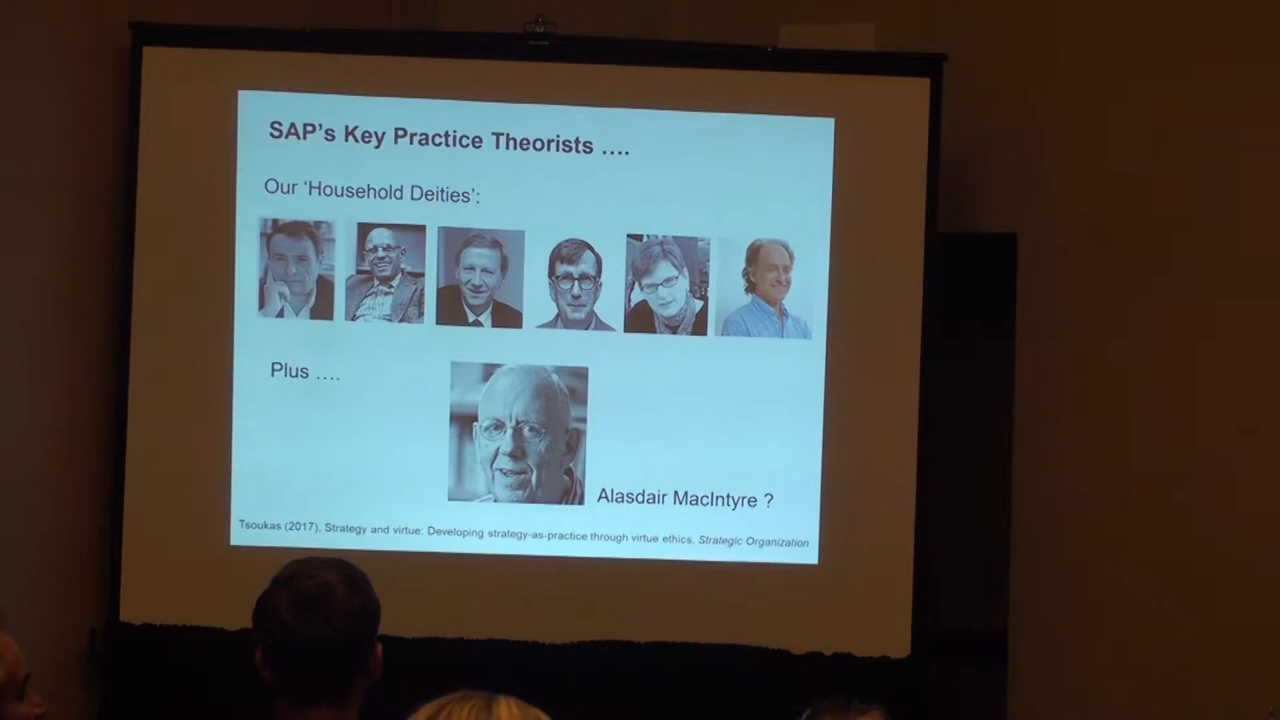 SAP's Key Practice Theorists ....
Our 'Household Deities':
Plus ....
Alasdair MacIntyre ?
Tsoukas (2017), Strategy and virtue: Developing strategy-as-practice through virtue ethics. Strategic Organization